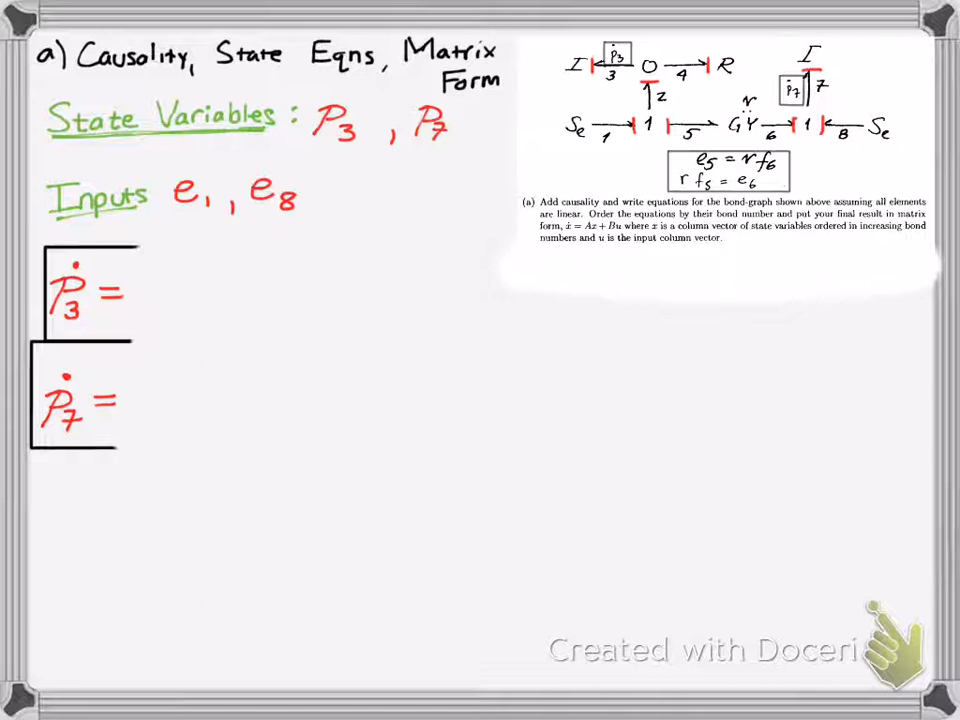 a) Causality, State Eqns, Matrix
Form
State Variables: P3, P7
Inputs e1, e8
ṗ3 =
ṗ7 =
I ṗ3 3 O 4 R
I
ṗ7 7
2
r
Se 1 1 5 G̈Ÿ 6 1 8 Se
e5 = r f6
r f5 = e6
(a) Add causality and write equations for the bond-graph shown above assuming all elements
are linear. Order the equations by their bond number and put your final result in matrix
form, ẋ = Ax + Bu where x is a column vector of state variables ordered in increasing bond
numbers and u is the input column vector.
Created with Doceri